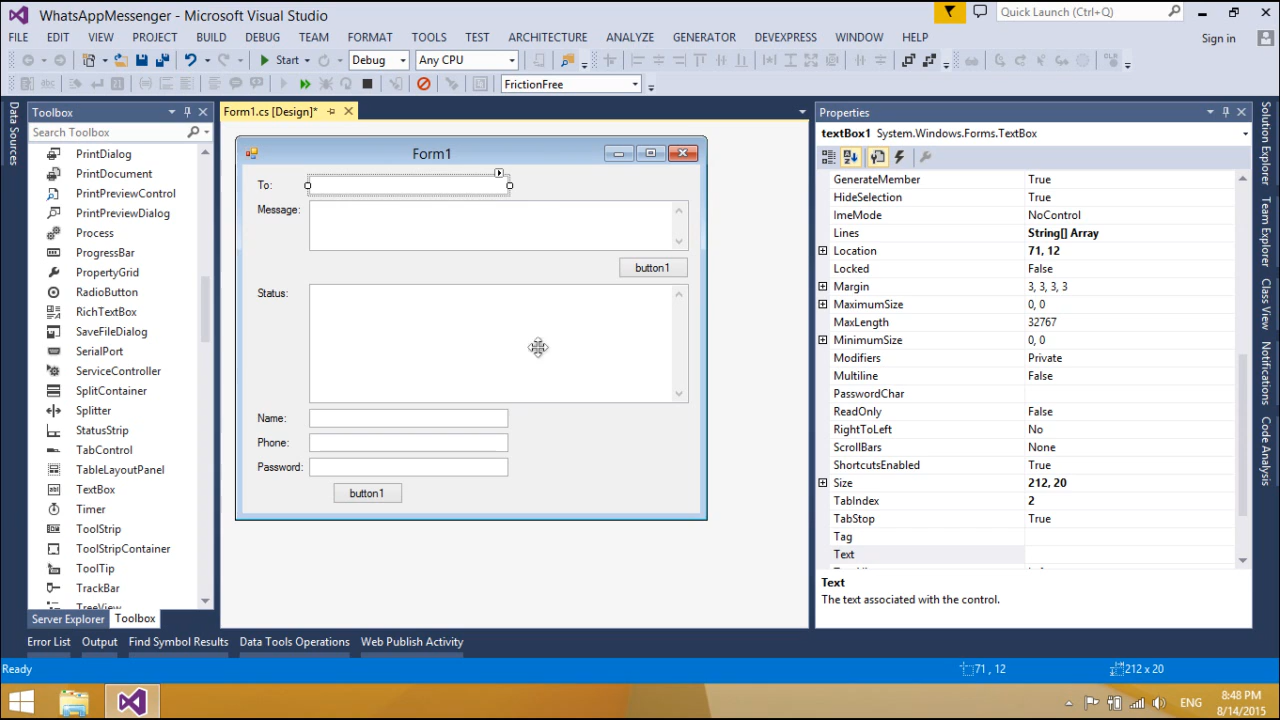 WhatsAppMessenger - Microsoft Visual Studio
Quick Launch (Ctrl+Q)
FILE EDIT VIEW PROJECT BUILD DEBUG TEAM FORMAT TOOLS TEST ARCHITECTURE ANALYZE GENERATOR DEVEXPRESS WINDOW HELP
Sign in
Start Debug Any CPU
FrictionFree
Data Sources
Toolbox
Search Toolbox
PrintDialog
PrintDocument
PrintPreviewControl
PrintPreviewDialog
Process
ProgressBar
PropertyGrid
RadioButton
RichTextBox
SaveFileDialog
SerialPort
ServiceController
SplitContainer
Splitter
StatusStrip
TabControl
TableLayoutPanel
TextBox
Timer
ToolStrip
ToolStripContainer
ToolTip
TrackBar
TreeView
Server Explorer Toolbox
Form1.cs [Design]*
Form1
To:
Message:
button1
Status:
Name:
Phone:
Password:
button1
Properties
textBox1 System.Windows.Forms.TextBox
GenerateMember True
HideSelection True
ImeMode NoControl
Lines String[] Array
Location 71, 12
Locked False
Margin 3, 3, 3, 3
MaximumSize 0, 0
MaxLength 32767
MinimumSize 0, 0
Modifiers Private
Multiline False
PasswordChar
ReadOnly False
RightToLeft No
ScrollBars None
ShortcutsEnabled True
Size 212, 20
TabIndex 2
TabStop True
Tag
Text
Text
The text associated with the control.
Solution Explorer
Team Explorer
Class View
Notifications
Code Analysis
Error List Output Find Symbol Results Data Tools Operations Web Publish Activity
Ready 71 , 12 212 x 20
ENG
8:48 PM
8/14/2015